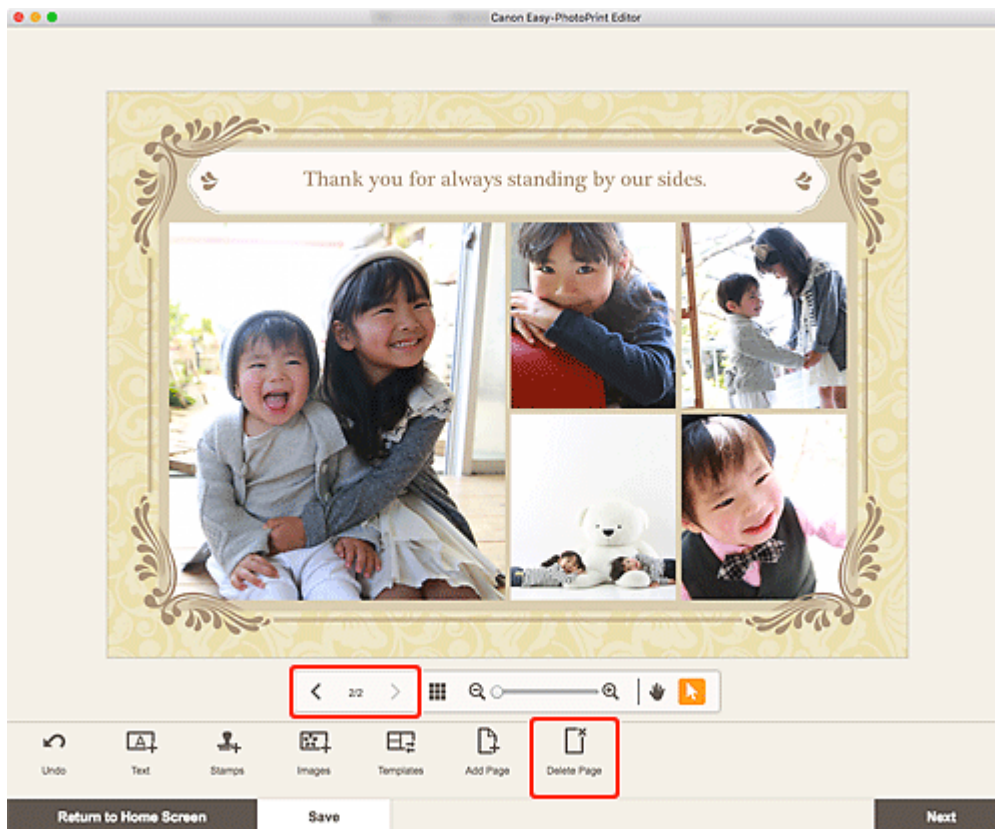 Canon Easy-PhotoPrint Editor
Thank you for always standing by our sides.
2/2
Undo
Text
Stamps
Images
Templates
Add Page
Delete Page
Return to Home Screen
Save
Next